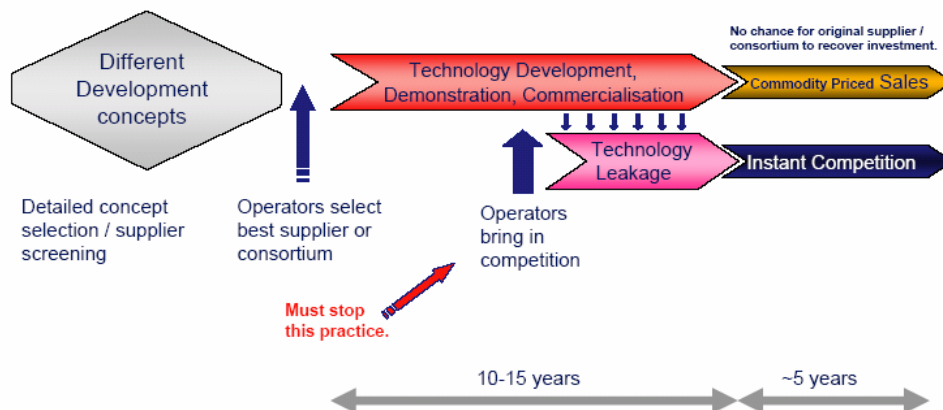 Different
Development
concepts
Detailed concept
selection / supplier
screening
Operators select
best supplier or
consortium
Technology Development,
Demonstration, Commercialisation
No chance for original supplier /
consortium to recover investment.
Commodity Priced Sales
Technology
Leakage
Instant Competition
Operators
bring in
competition
Must stop
this practice.
10-15 years
~5 years